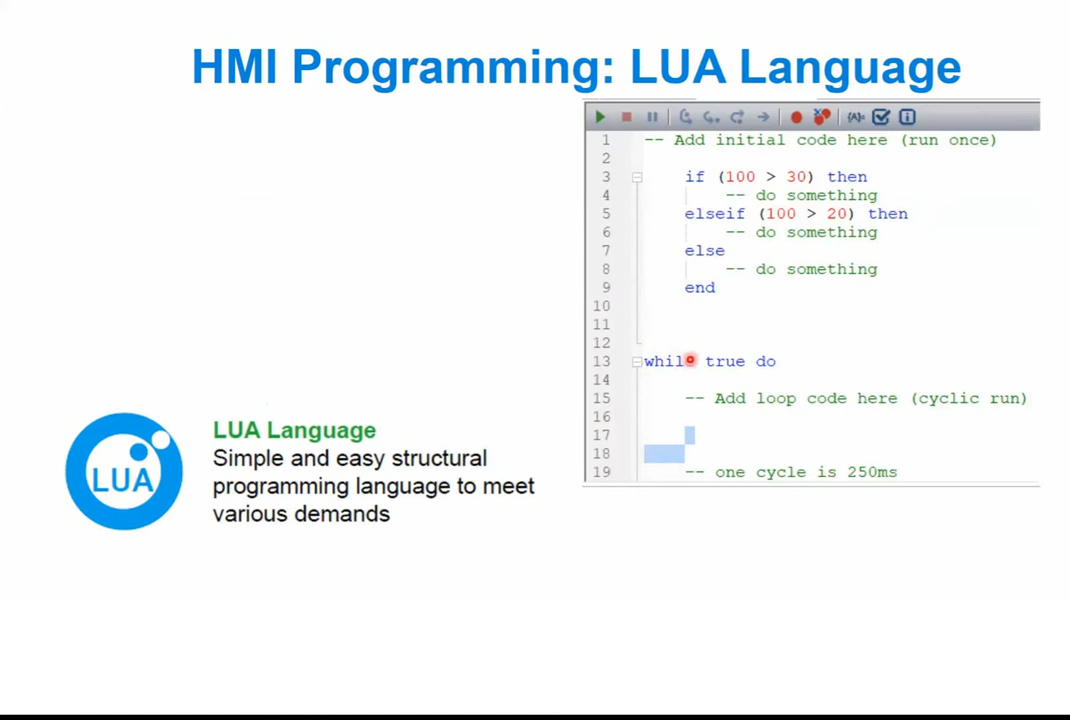 HMI Programming: LUA Language
{A}=
1 -- Add initial code here (run once)
2
3 if (100 > 30) then
4 -- do something
5 elseif (100 > 20) then
6 -- do something
7 else
8 -- do something
9 end
10
11
12
13 whil true do
14
15 -- Add loop code here (cyclic run)
16
17
18
19 -- one cycle is 250ms
LUA
LUA Language
Simple and easy structural
programming language to meet
various demands